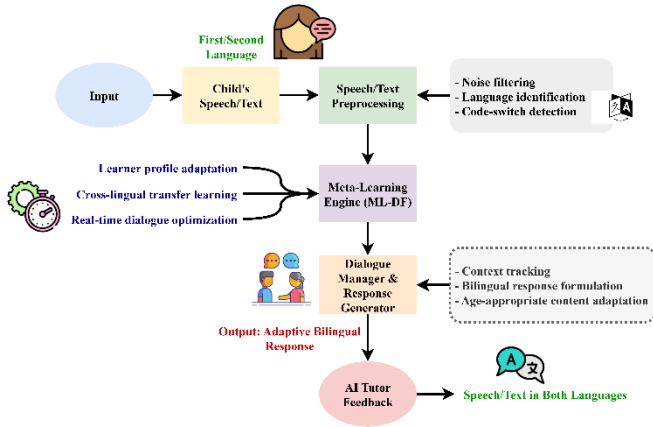 First/Second
Language
Input
Child's
Speech/Text
Speech/Text
Preprocessing
- Noise filtering
- Language identification
- Code-switch detection
A
Learner profile adaptation
Cross-lingual transfer learning
Real-time dialogue optimization
Meta-Learning
Engine (ML-DF)
Dialogue
Manager &
Response
Generator
- Context tracking
- Bilingual response formulation
- Age-appropriate content adaptation
Output: Adaptive Bilingual
Response
A
文
AI Tutor
Feedback
Speech/Text in Both Languages